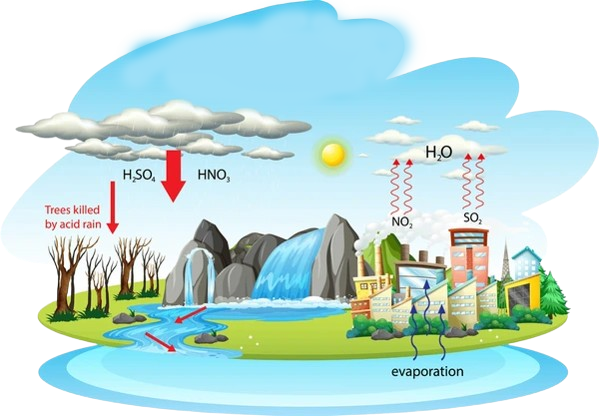 H₂O
H₂SO₄
HNO₃
Trees killed
by acid rain
NO₂
SO₂
evaporation